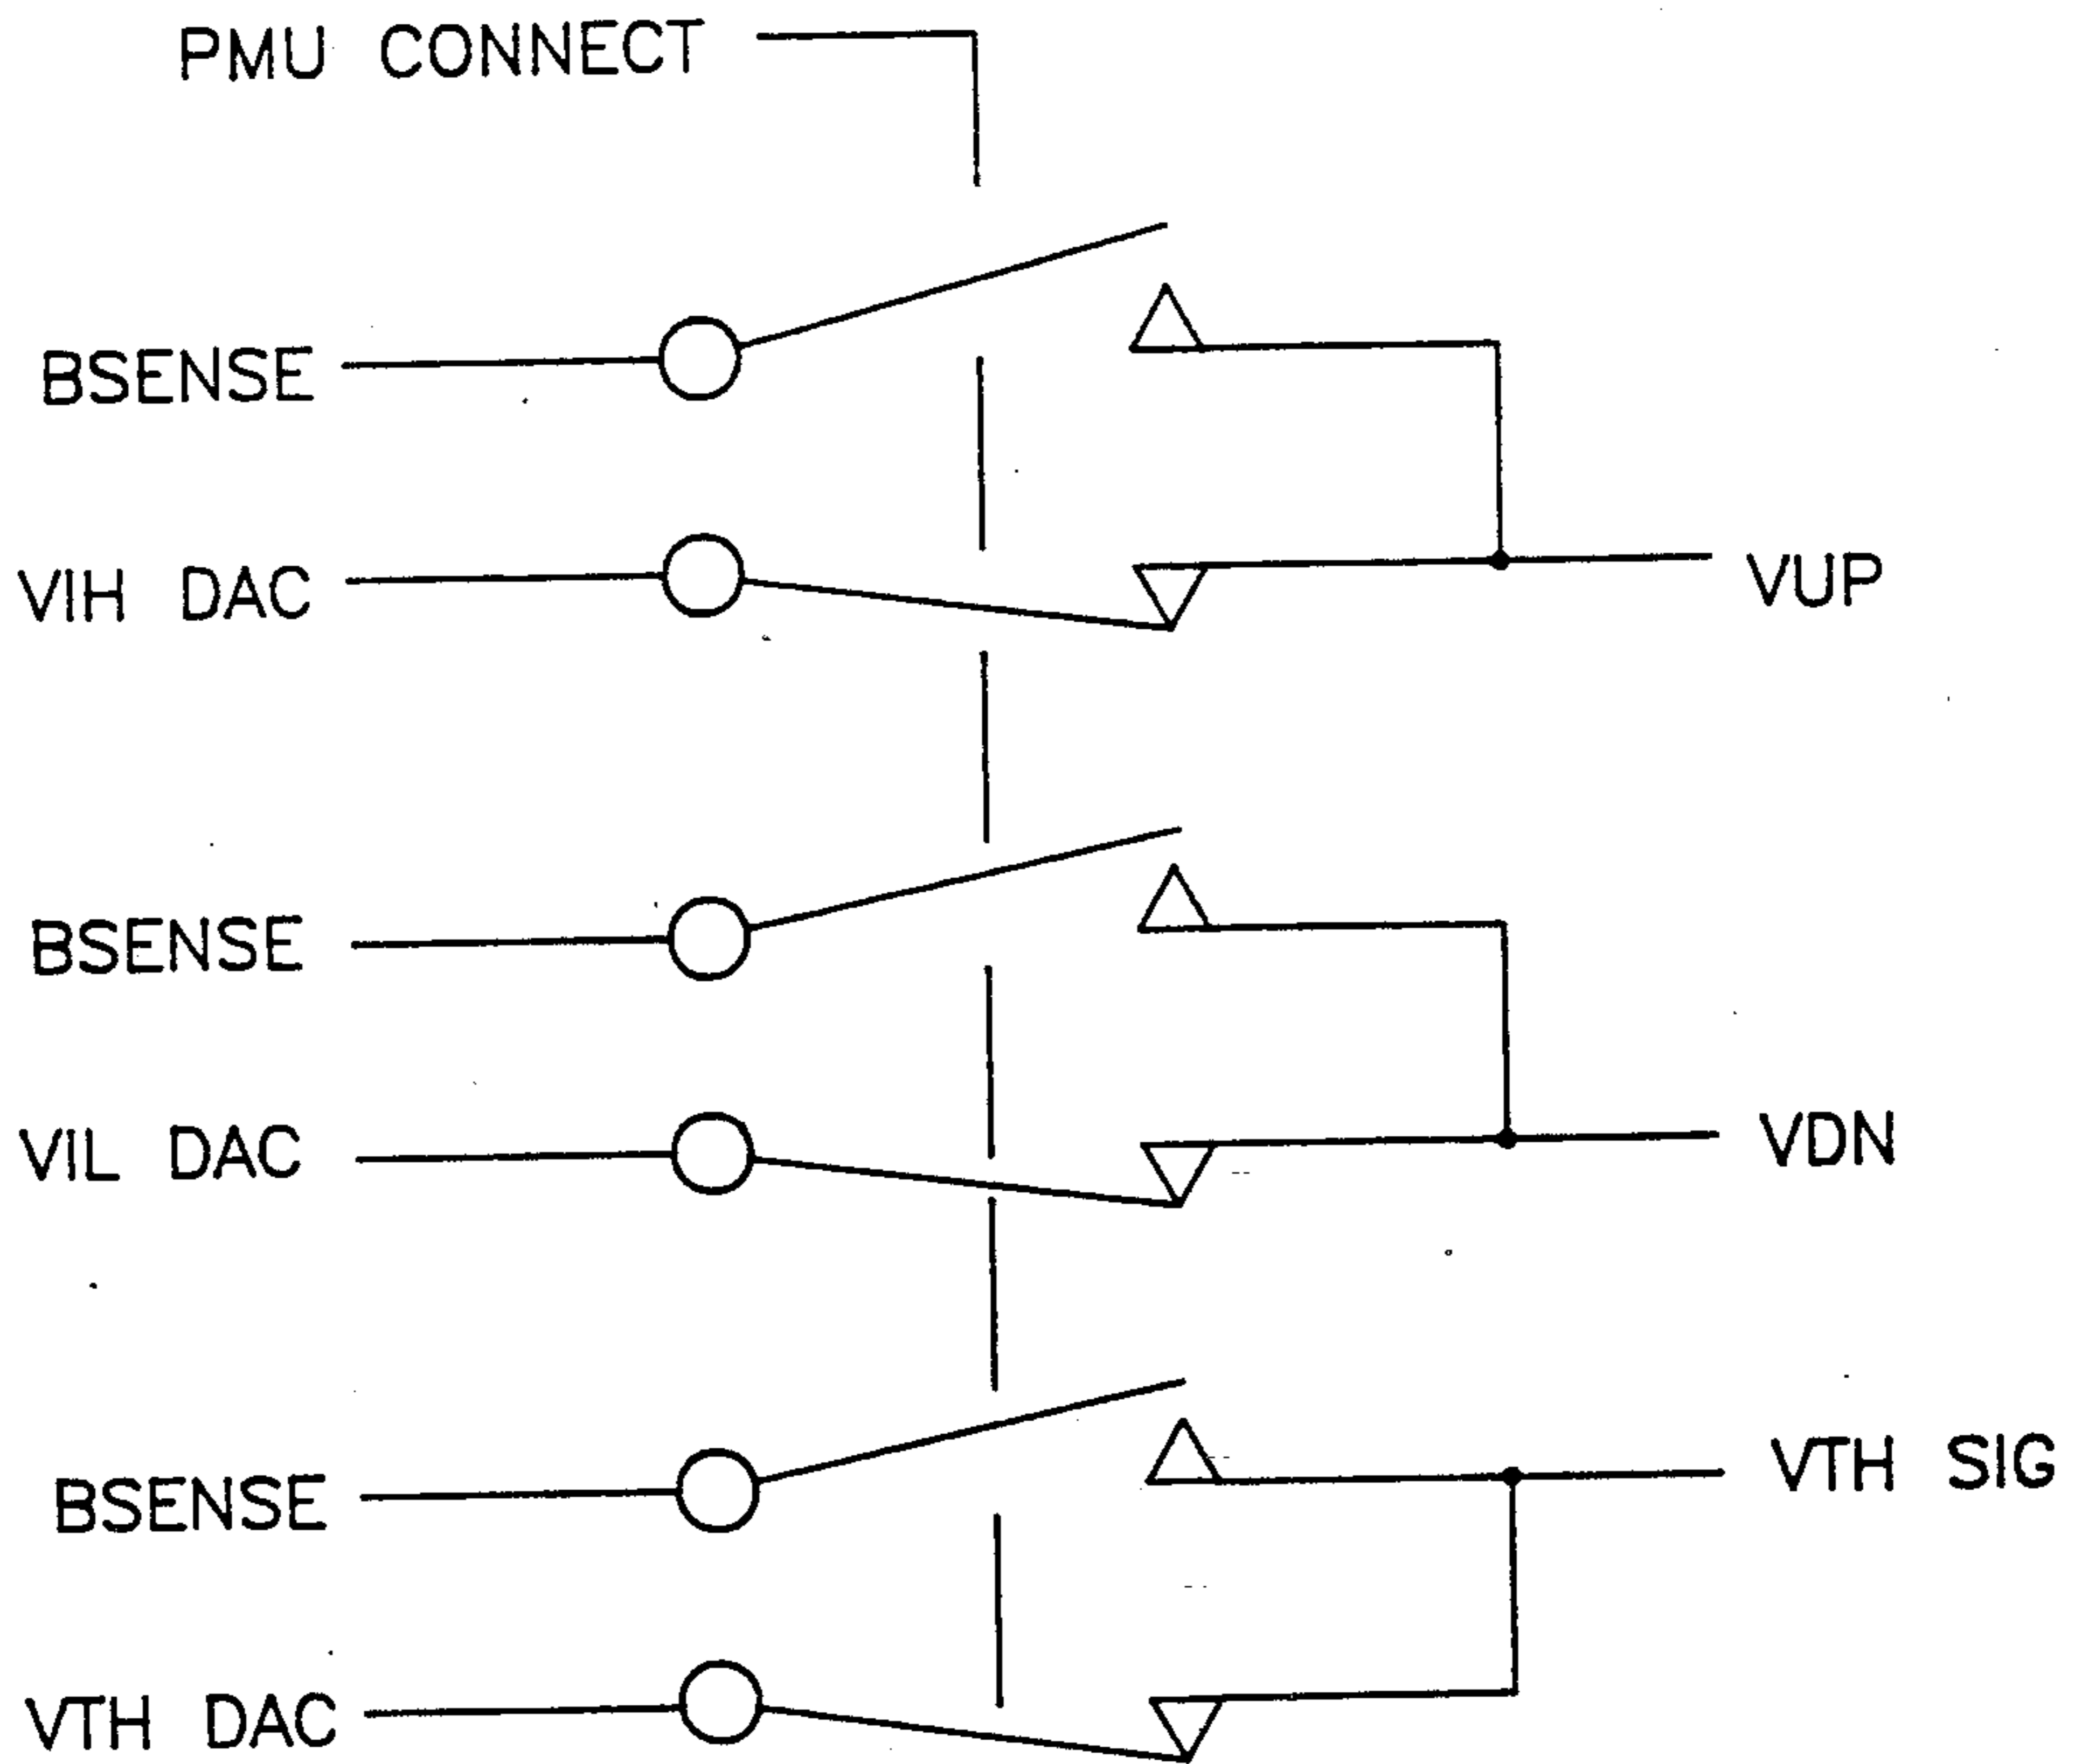 PMU CONNECT
BSENSE
VIH DAC
VUP
BSENSE
VIL DAC
VDN
BSENSE
VTH SIG
VTH DAC